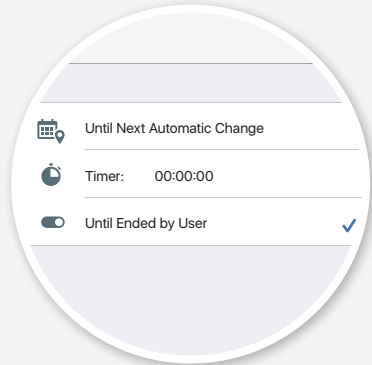 Until Next Automatic Change
Timer: 00:00:00
Until Ended by User